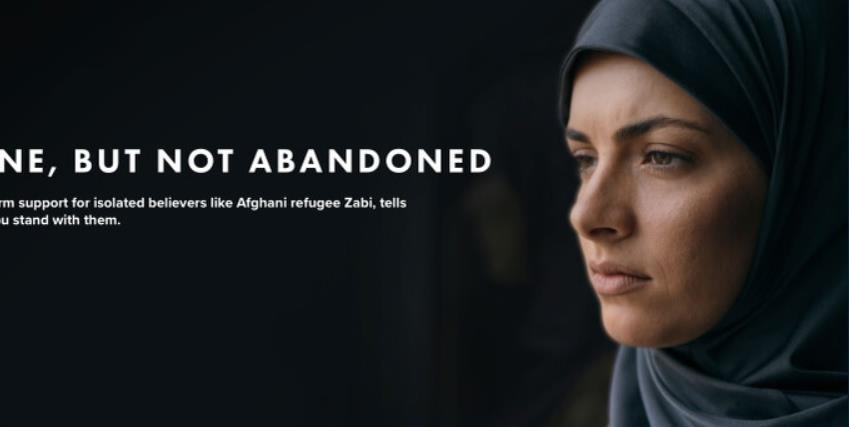 NE, BUT NOT ABANDONED
rm support for isolated believers like Afghani refugee Zabi, tells
u stand with them.